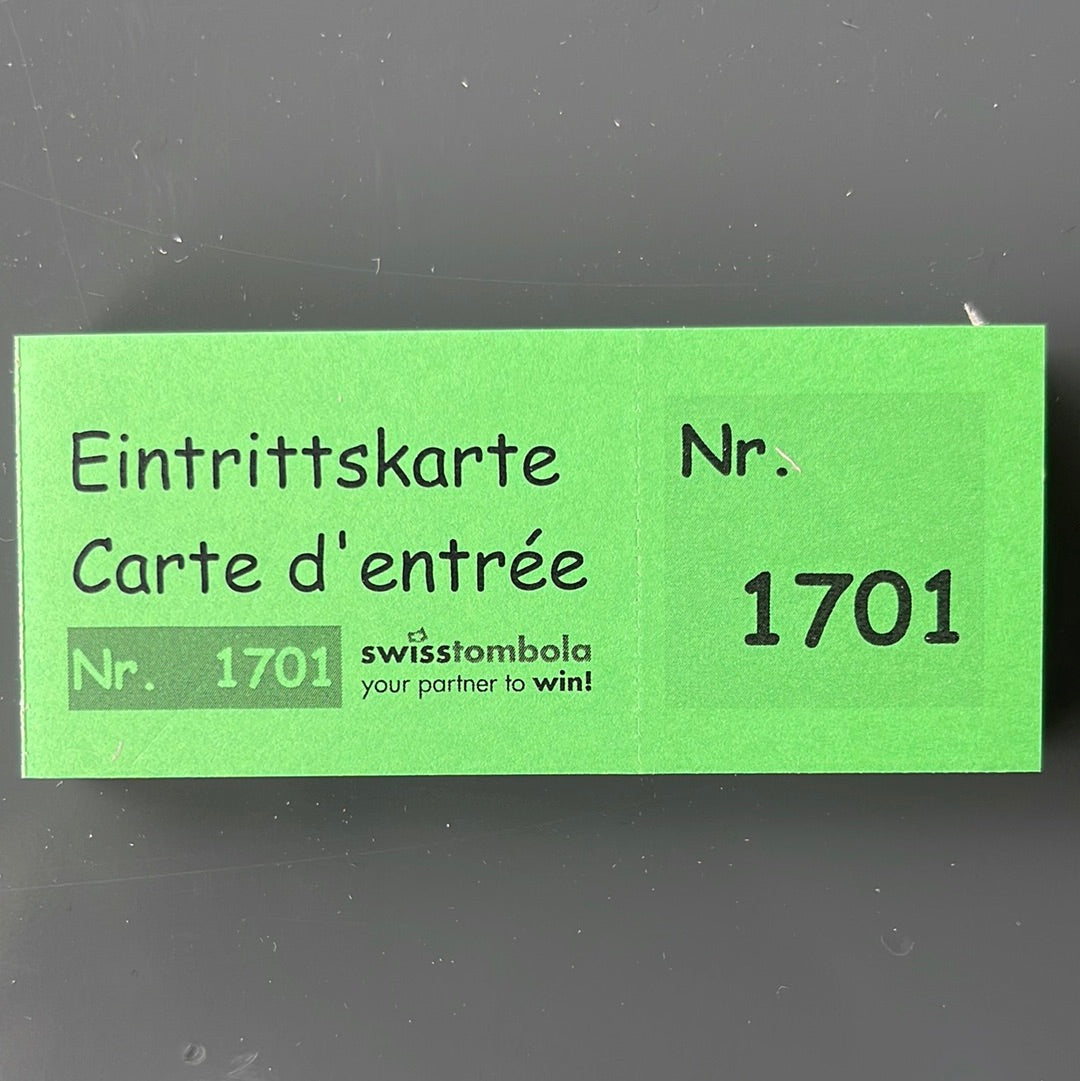 Eintrittskarte
Carte d'entrée
Nr. 1701
swisstombola
your partner to win!
Nr.
1701